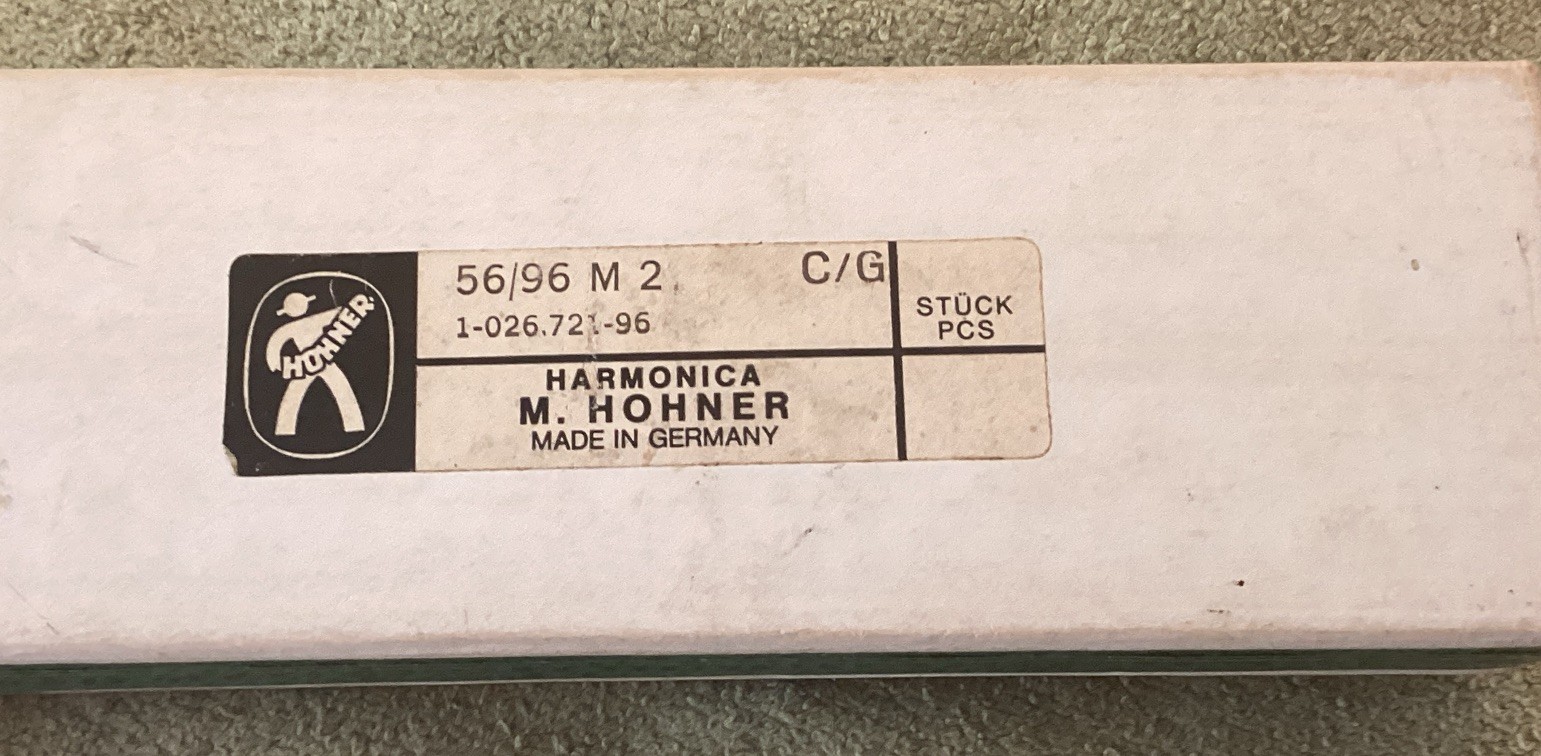 56/96 M 2 C/G
1-026.721-96
STÜCK
PCS
HOHNER
HARMONICA
M. HOHNER
MADE IN GERMANY